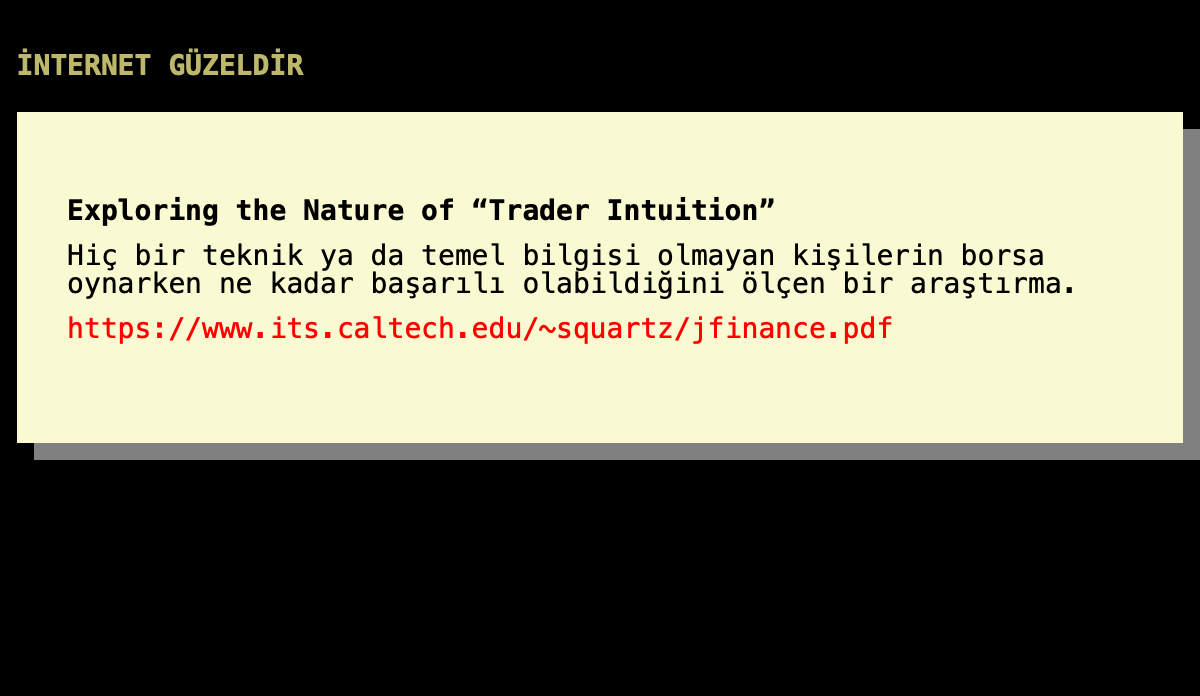 İNTERNET GÜZELDİR
Exploring the Nature of “Trader Intuition”
Hiç bir teknik ya da temel bilgisi olmayan kişilerin borsa
oynarken ne kadar başarılı olabildiğini ölçen bir araştırma.
https://www.its.caltech.edu/~squartz/jfinance.pdf